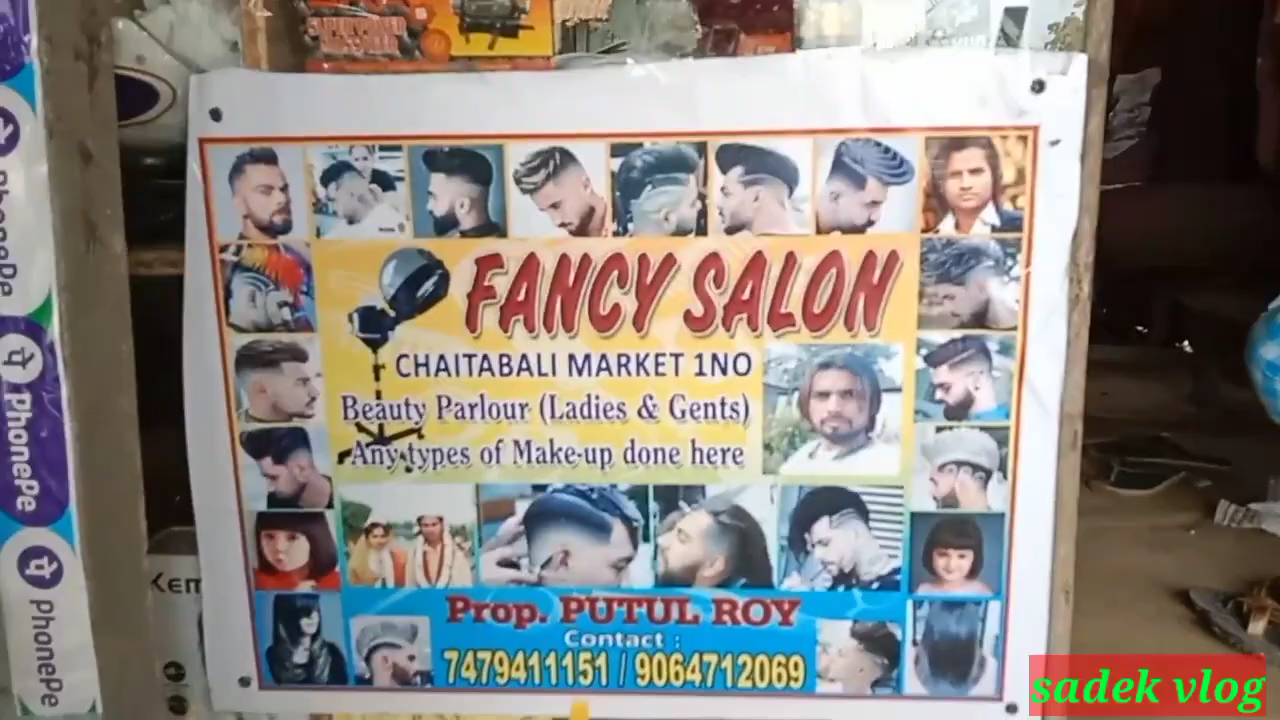 PhonePe
PhonePe
PhonePe
FANCY SALON
CHAITABALI MARKET 1NO
Beauty Parlour (Ladies & Gents)
Any types of Make-up done here
Prop. PUTUL ROY
Contact :
7479411151 / 9064712069
sadek vlog